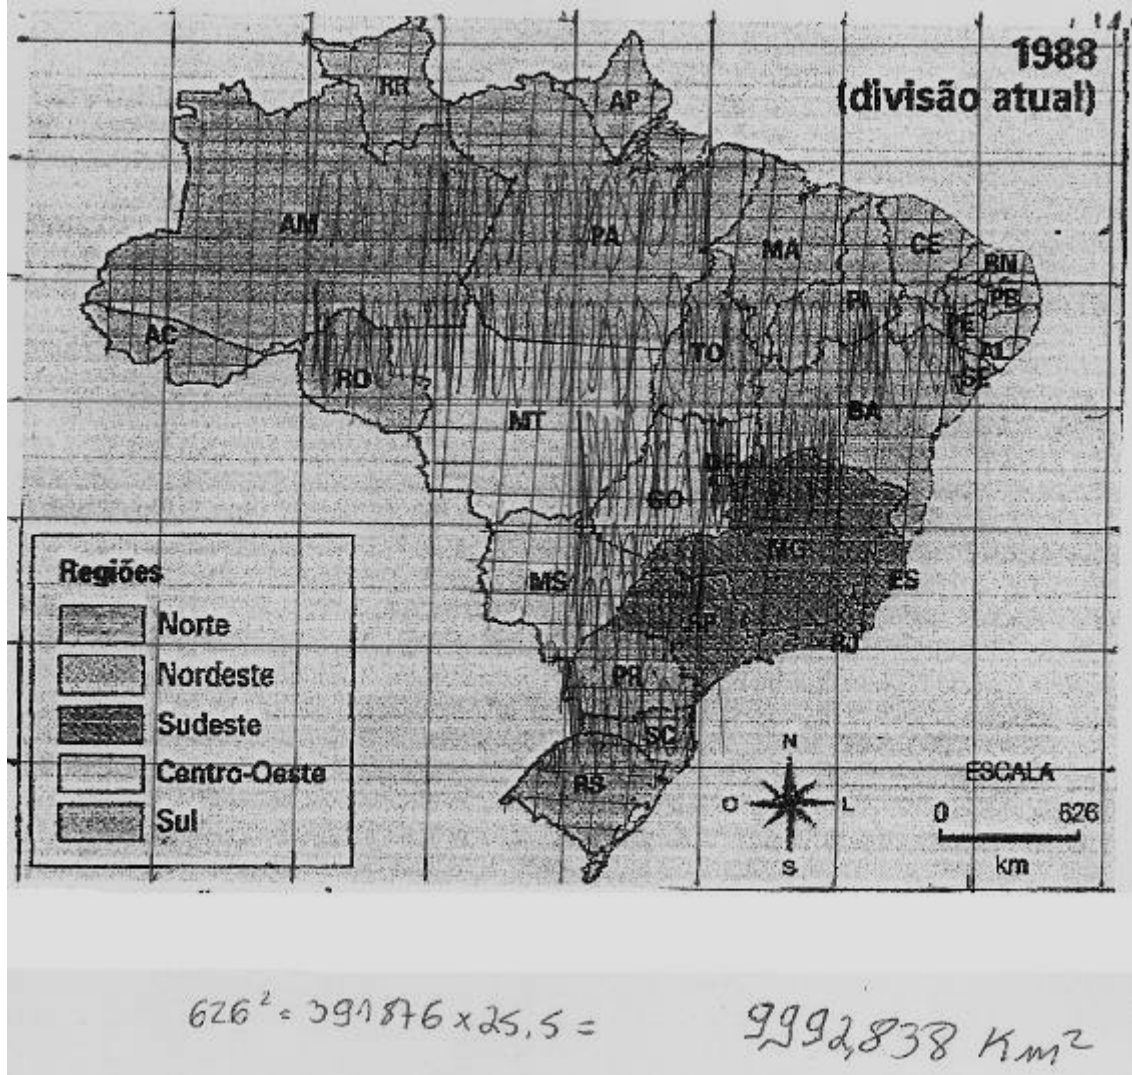 1988
(divisão atual)
RR
AP
AM
PA
MA
CE
RN
PB
PI
PE
AC
TO
AL
SE
RO
BA
MT
DF
GO
MG
MS
ES
SP
RJ
PR
SC
RS
Regiões
Norte
Nordeste
Sudeste
Centro-Oeste
Sul
N
O
L
S
ESCALA
0 626
km
626² = 391876 x 25,5 = 9992,838 Km²